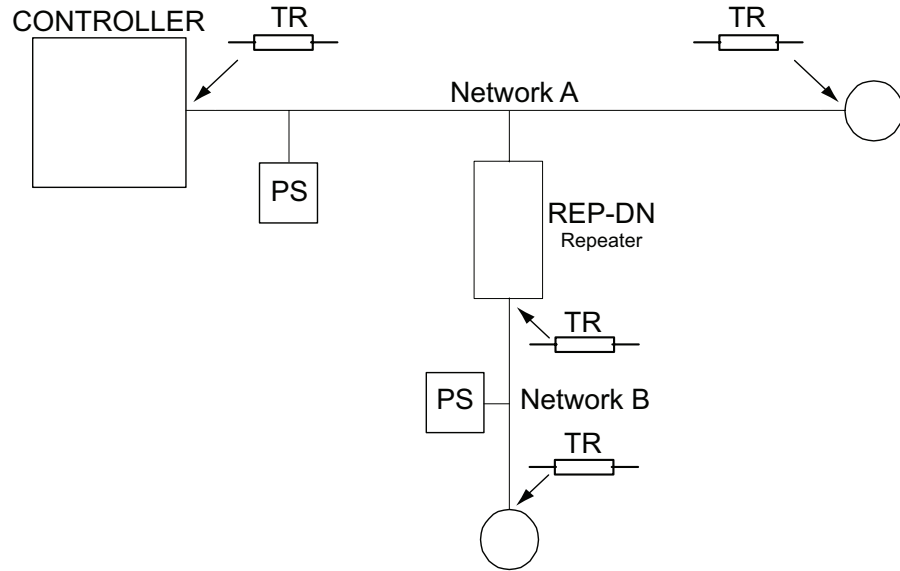 CONTROLLER
TR
TR
Network A
PS
REP-DN
Repeater
TR
PS
Network B
TR